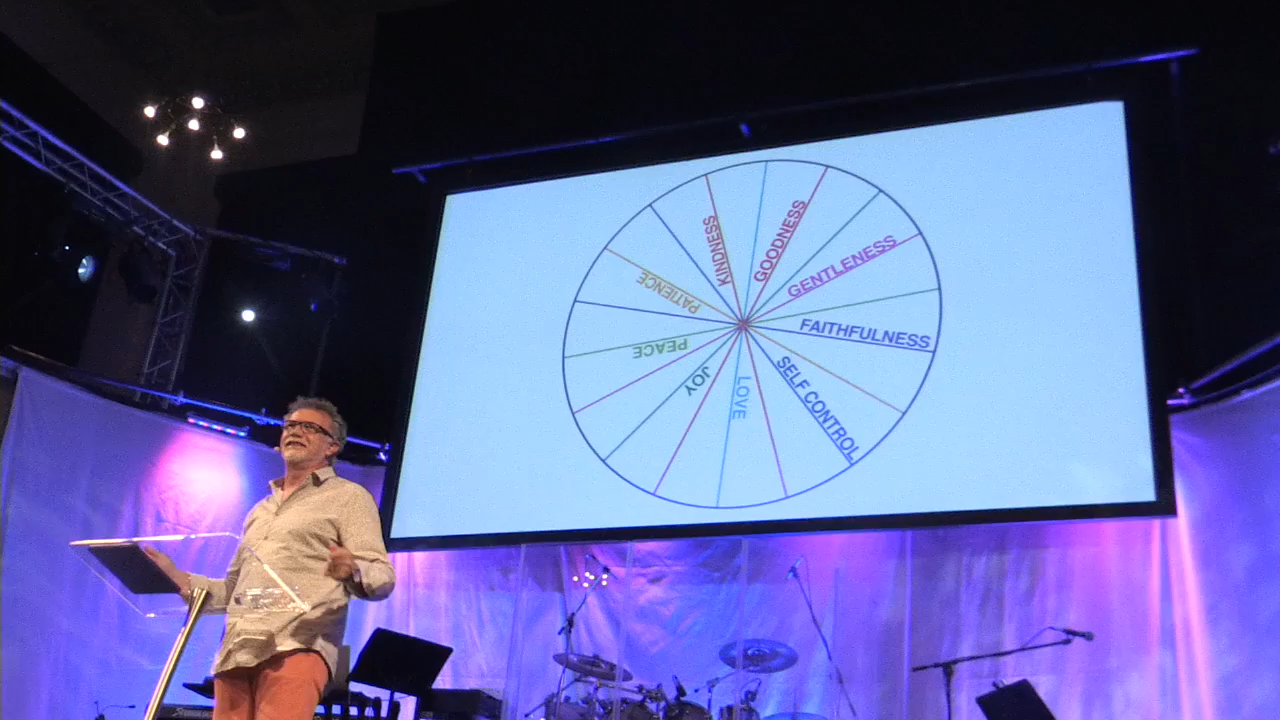 KINDNESS
GOODNESS
GENTLENESS
PATIENCE
FAITHFULNESS
PEACE
JOY
LOVE
SELF CONTROL